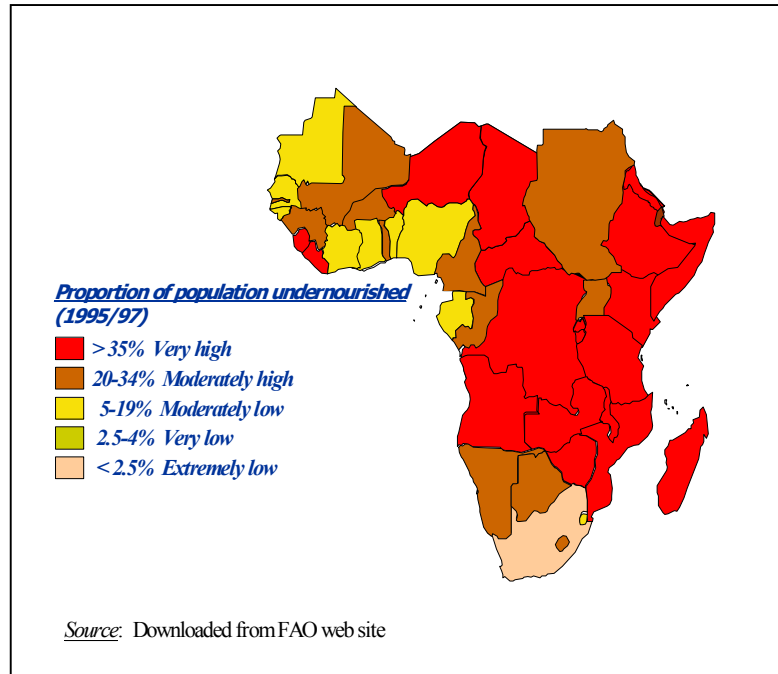 Proportion of population undernourished
(1995/97)
> 35% Very high
20-34% Moderately high
5-19% Moderately low
2.5-4% Very low
< 2.5% Extremely low
Source: Downloaded from FAO web site